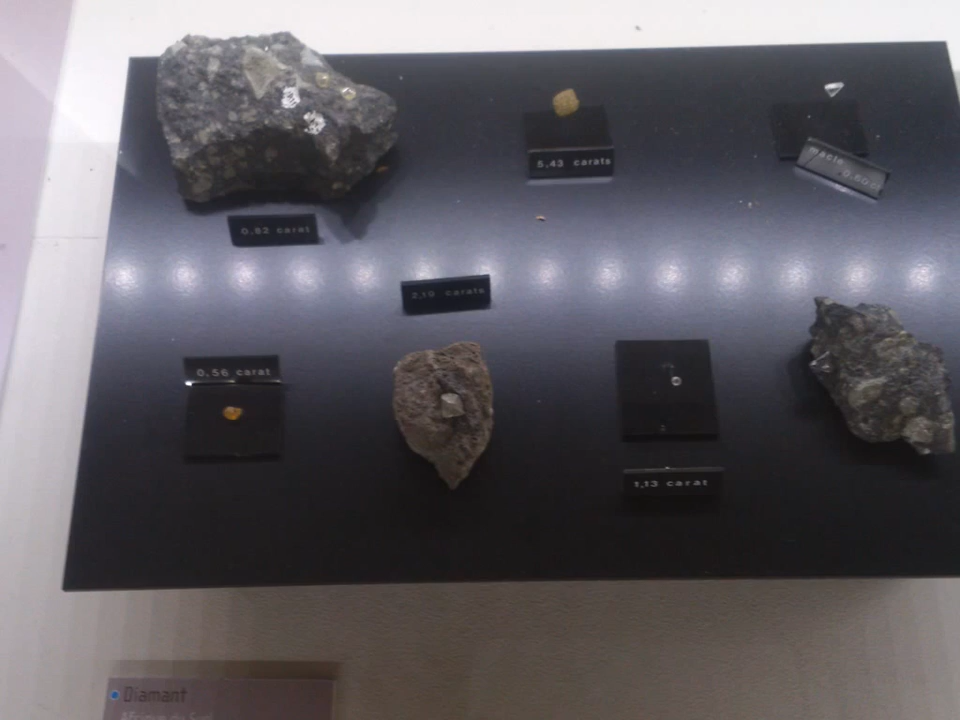 5,43 carats
macle
0,82 carat
2,10 carats
0,56 carat
1,13 carat
Diamant